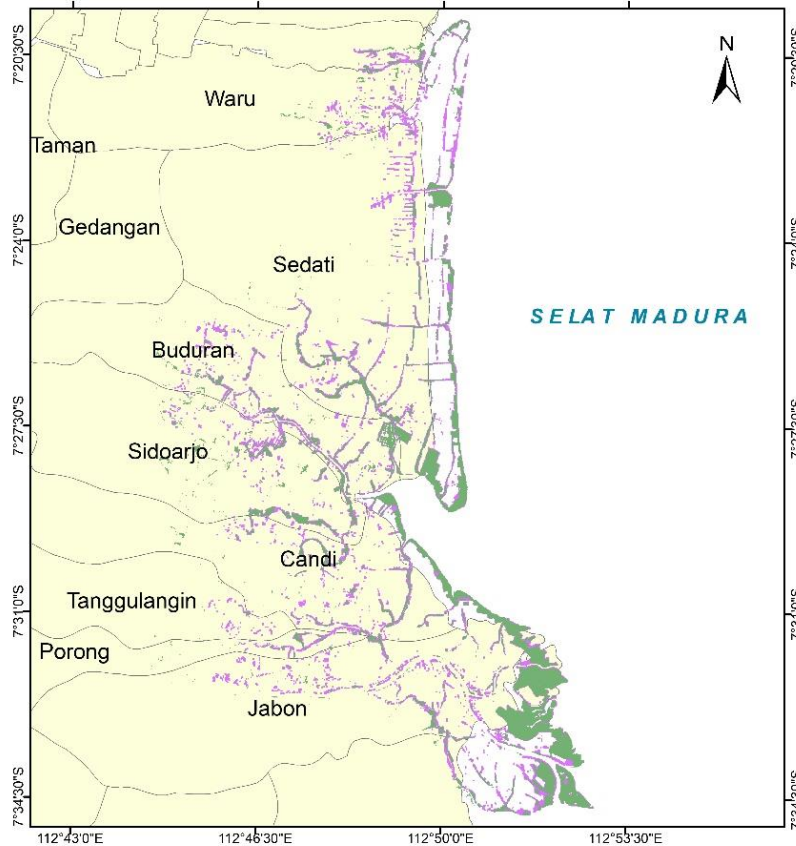 N
7°20'30"S
Waru
Taman
Gedangan
7°24'0"S
Sedati
SELAT MADURA
Buduran
7°27'30"S
Sidoarjo
Candi
7°31'0"S
Tanggulangin
Porong
Jabon
7°34'30"S
112°43'0"E
112°46'30"E
112°50'0"E
112°53'30"E